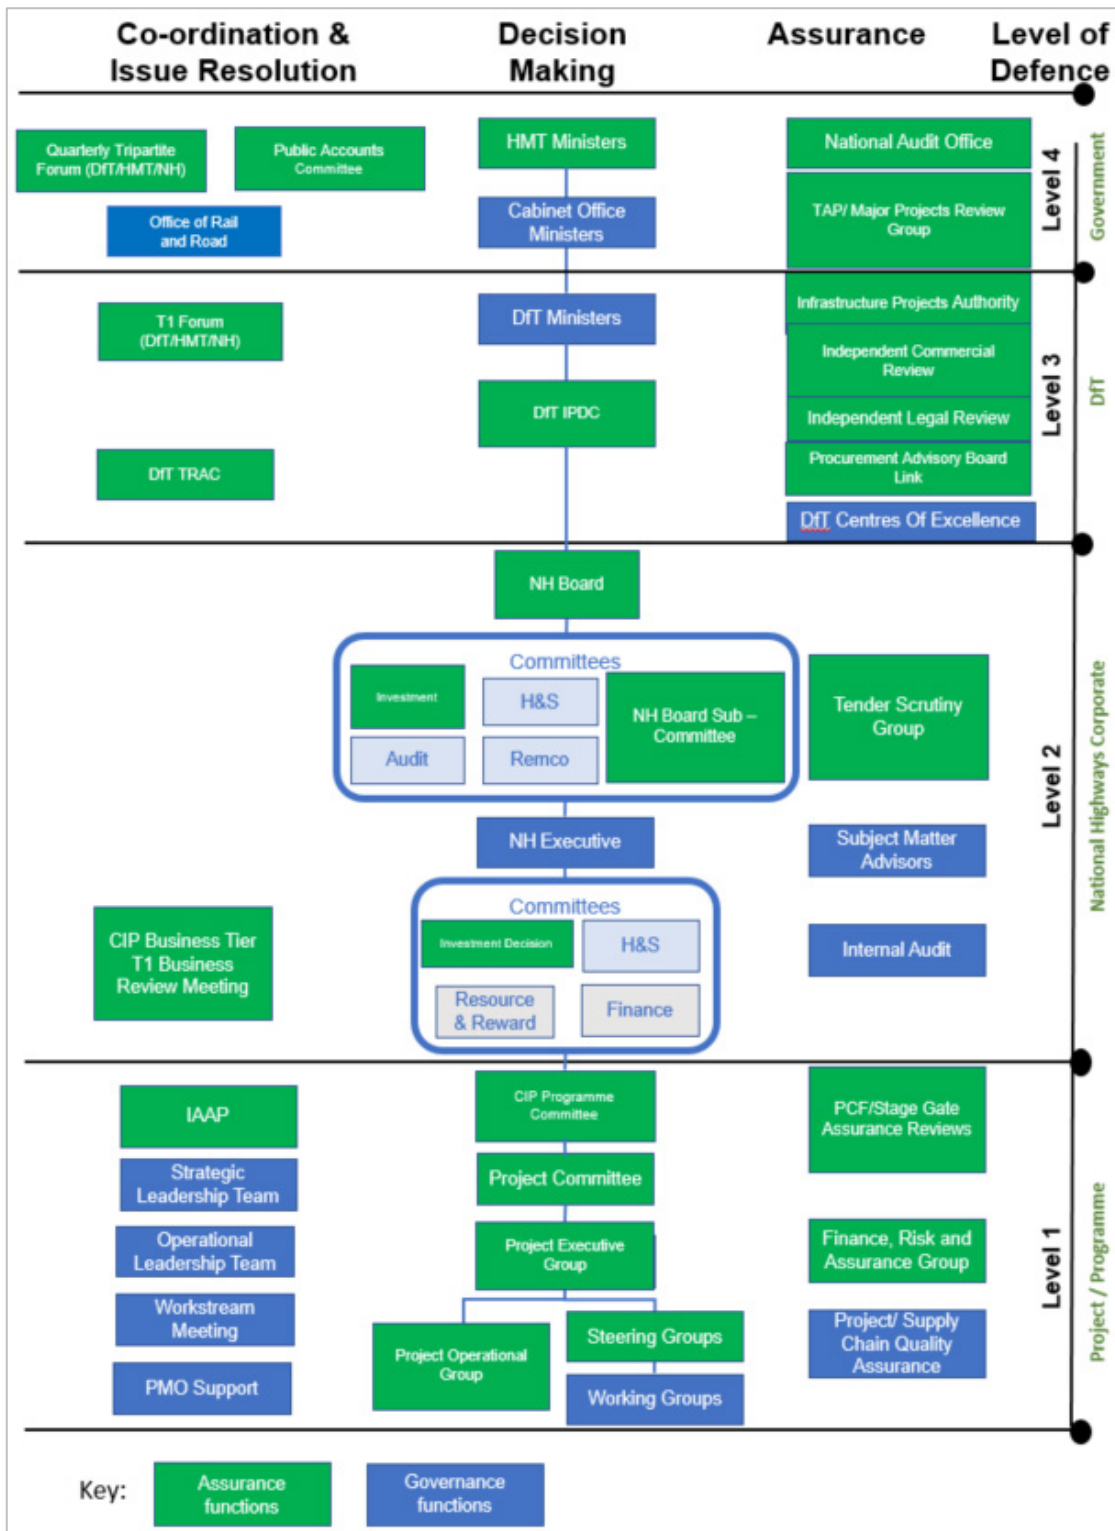 Co-ordination &
Issue Resolution
Decision
Making
Assurance
Level of
Defence
Quarterly Tripartite
Forum (DfT/HMT/NH)
Public Accounts
Committee
Office of Rail
and Road
HMT Ministers
Cabinet Office
Ministers
National Audit Office
TAP/ Major Projects Review
Group
Level 4
Government
T1 Forum
(DfT/HMT/NH)
DfT TRAC
DfT Ministers
DfT IPDC
Infrastructure Projects Authority
Independent Commercial
Review
Independent Legal Review
Procurement Advisory Board
Link
DfT Centres Of Excellence
Level 3
DfT
NH Board
Committees
Investment
H&S
Audit
Remco
NH Board Sub –
Committee
NH Executive
Committees
Investment Decision
H&S
Resource
& Reward
Finance
CIP Business Tier
T1 Business
Review Meeting
Tender Scrutiny
Group
Subject Matter
Advisors
Internal Audit
Level 2
National Highways Corporate
IAAP
Strategic
Leadership Team
Operational
Leadership Team
Workstream
Meeting
PMO Support
CIP Programme
Committee
Project Committee
Project Executive
Group
Project Operational
Group
Steering Groups
Working Groups
PCF/Stage Gate
Assurance Reviews
Finance, Risk and
Assurance Group
Project/ Supply
Chain Quality
Assurance
Level 1
Project / Programme
Key:
Assurance
functions
Governance
functions